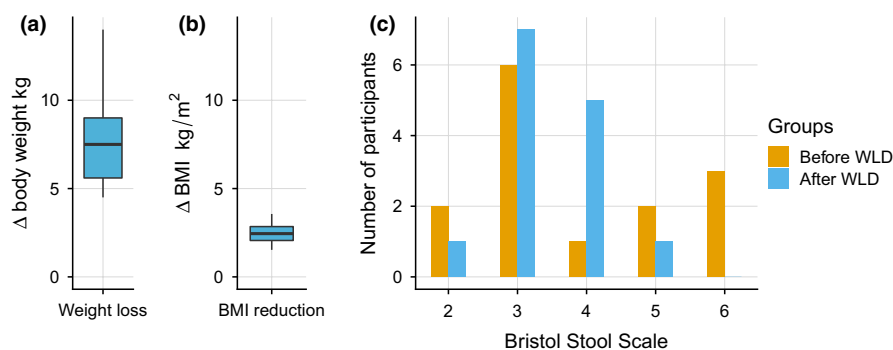 (a)
Δ body weight kg
10
5
0
Weight loss
(b)
Δ BMI kg/m²
10
5
0
BMI reduction
(c)
Number of participants
6
4
2
0
2 3 4 5 6
Bristol Stool Scale
Groups
Before WLD
After WLD